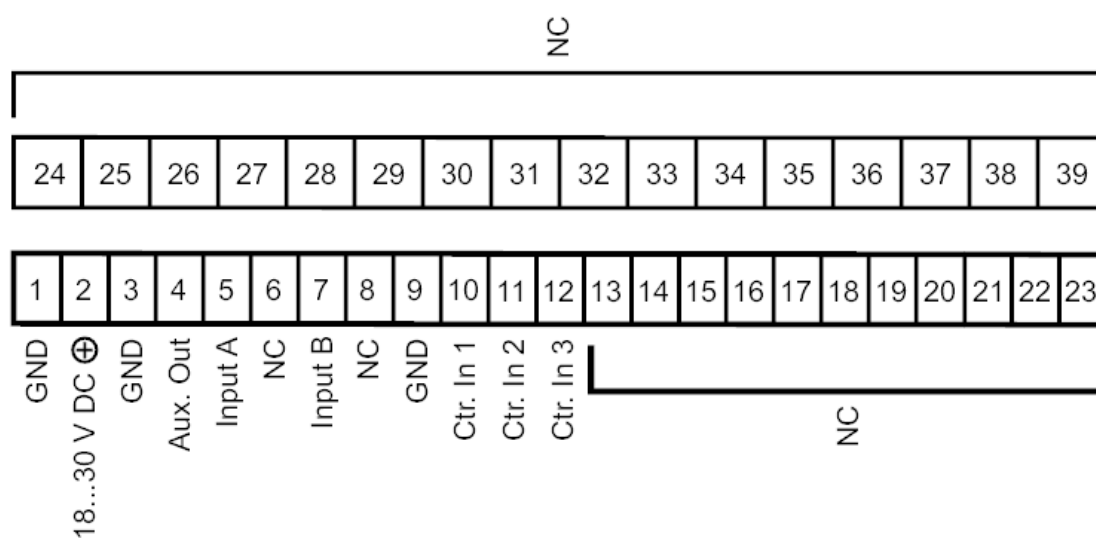 NC
24 25 26 27 28 29 30 31 32 33 34 35 36 37 38 39
1 2 3 4 5 6 7 8 9 10 11 12 13 14 15 16 17 18 19 20 21 22 23
GND
18...30 V DC ⊕
GND
Aux. Out
Input A
NC
Input B
NC
GND
Ctr. In 1
Ctr. In 2
Ctr. In 3
NC